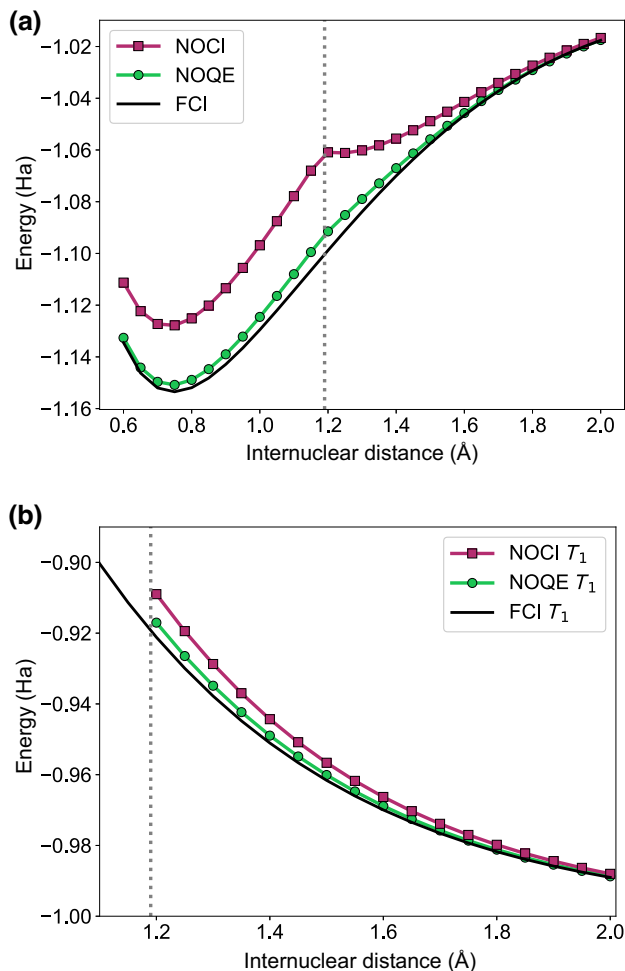 (a)
NOCI
NOQE
FCI
Energy (Ha)
−1.02
−1.04
−1.06
−1.08
−1.10
−1.12
−1.14
−1.16
0.6 0.8 1.0 1.2 1.4 1.6 1.8 2.0
Internuclear distance (Å)
(b)
NOCI T₁
NOQE T₁
FCI T₁
Energy (Ha)
−0.90
−0.92
−0.94
−0.96
−0.98
−1.00
1.2 1.4 1.6 1.8 2.0
Internuclear distance (Å)